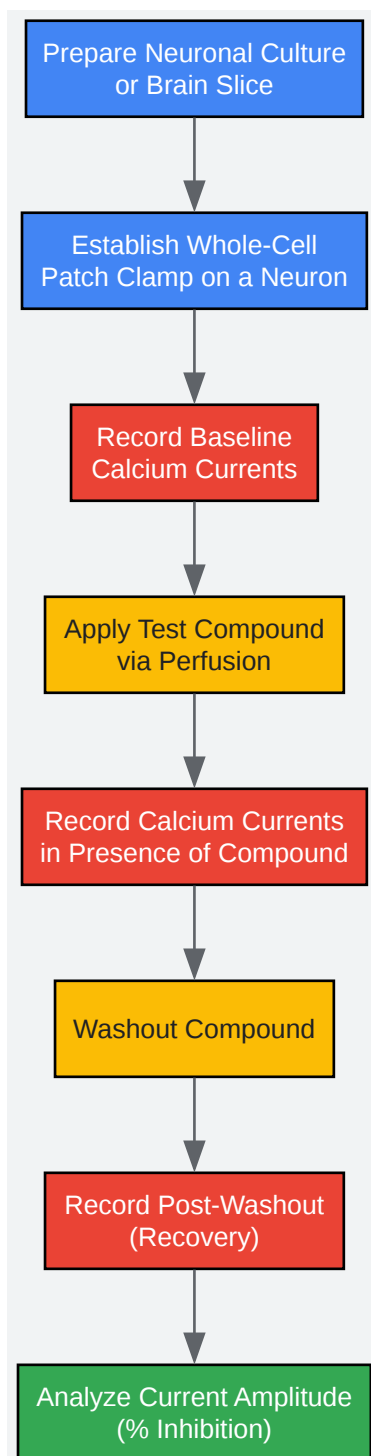 Prepare Neuronal Culture
or Brain Slice
Establish Whole-Cell
Patch Clamp on a Neuron
Record Baseline
Calcium Currents
Apply Test Compound
via Perfusion
Record Calcium Currents
in Presence of Compound
Washout Compound
Record Post-Washout
(Recovery)
Analyze Current Amplitude
(% Inhibition)